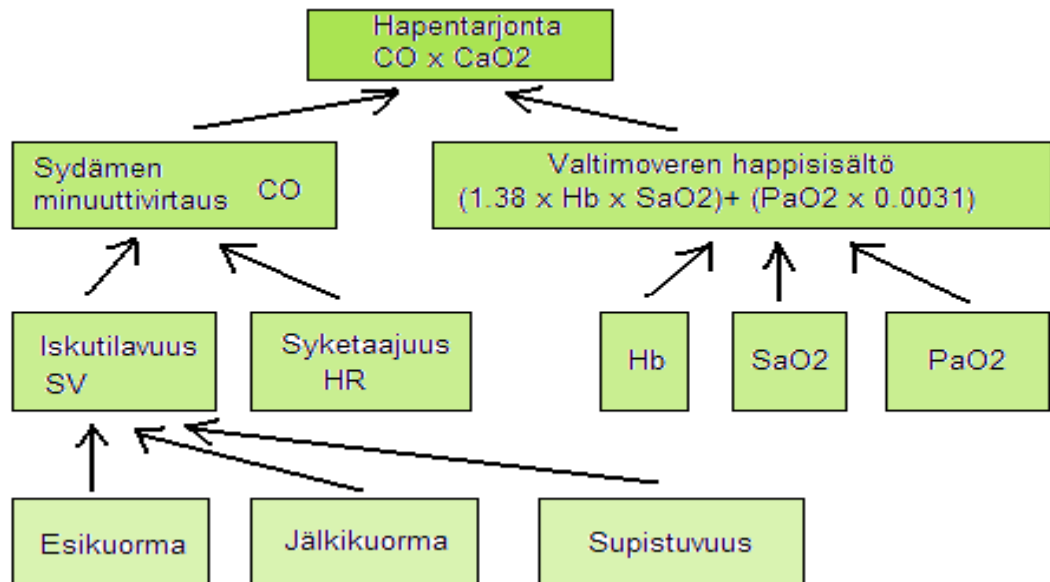 Hapentarjonta
CO x CaO2
Sydämen
minuuttivirtaus CO
Valtimoveren happisisältö
(1.38 x Hb x SaO2)+ (PaO2 x 0.0031)
Iskutilavuus
SV
Syketaajuus
HR
Hb
SaO2
PaO2
Esikuorma
Jälkikuorma
Supistuvuus